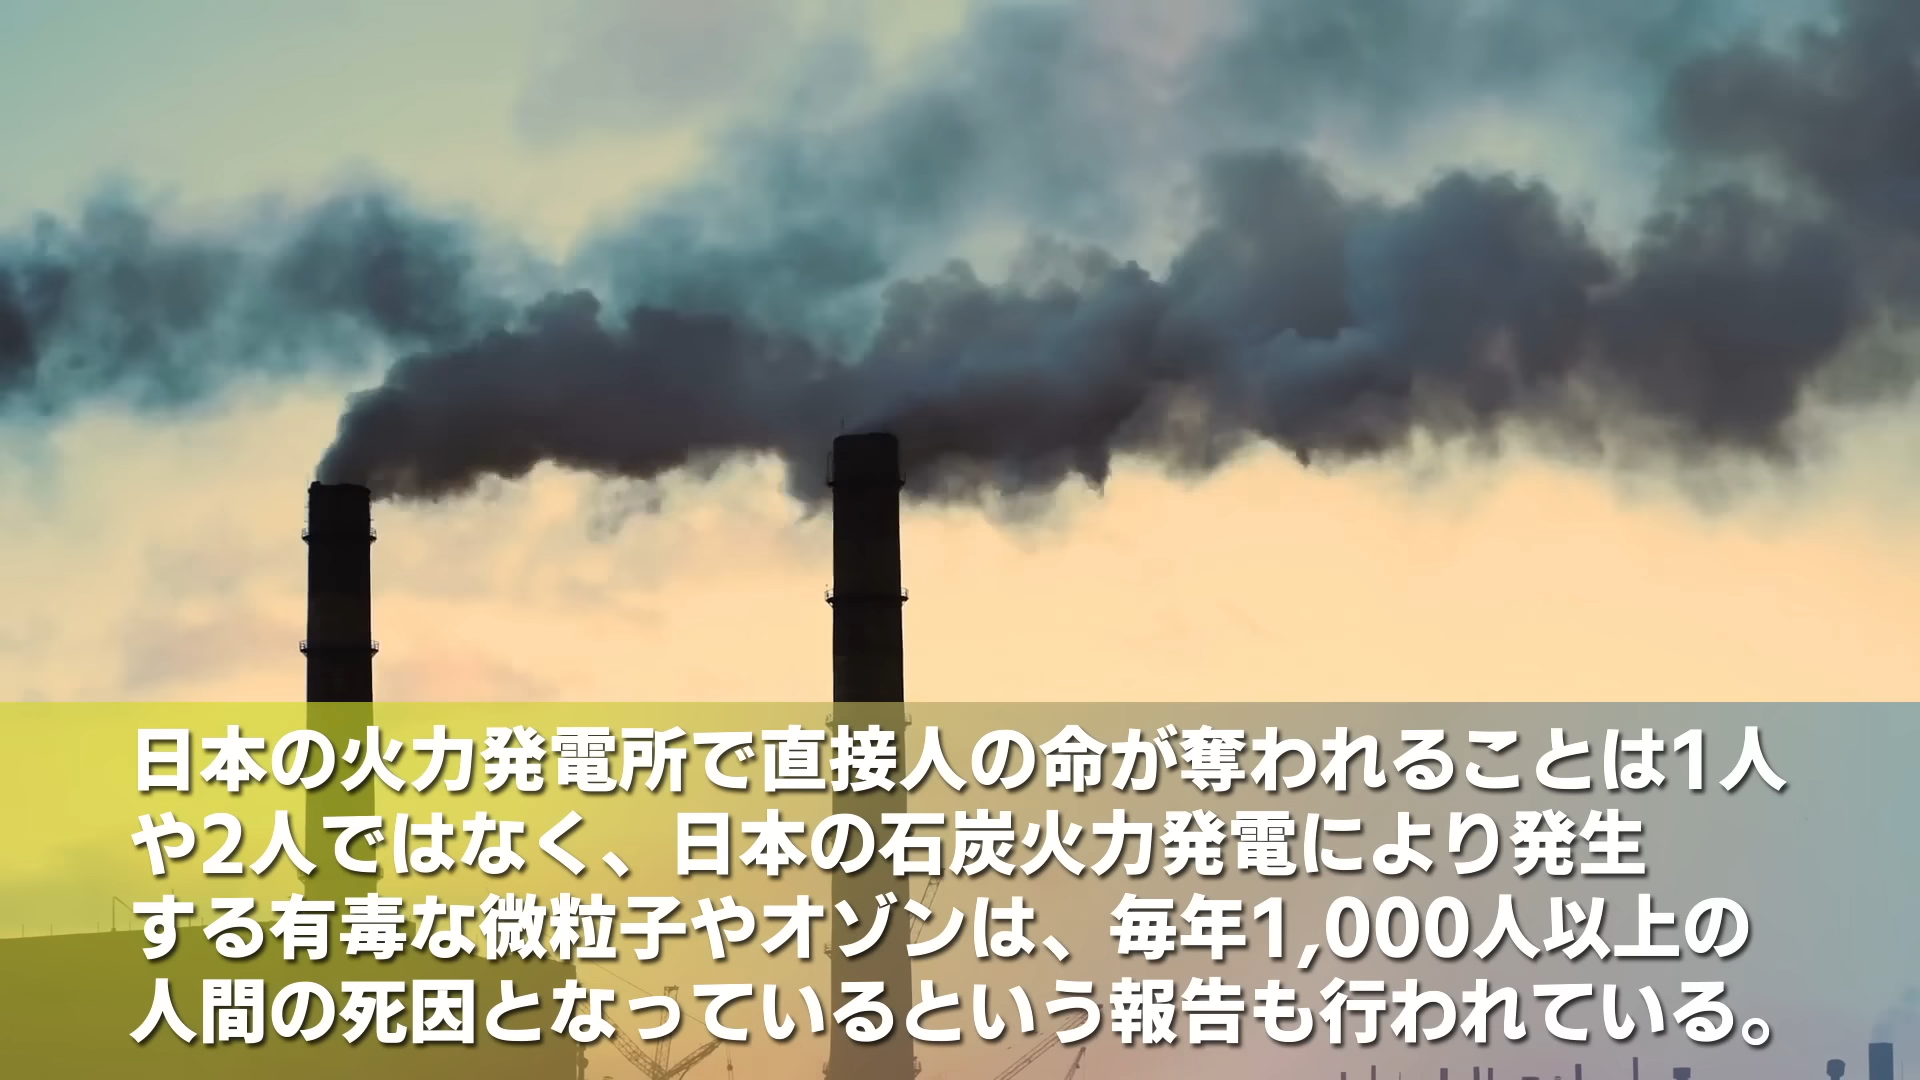 日本の火力発電所で直接人の命が奪われることは1人
や2人ではなく、日本の石炭火力発電により発生
する有毒な微粒子やオゾンは、毎年1,000人以上の
人間の死因となっているという報告も行われている。